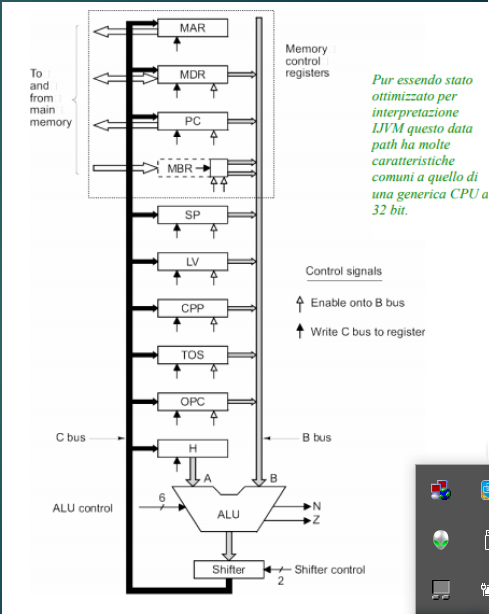 MAR
Memory
control
registers
To
and
from
main
memory
MDR
PC
MBR
Pur essendo stato
ottimizzato per
interpretazione
IJVM questo data
path ha molte
caratteristiche
comuni a quello di
una generica CPU a
32 bit.
SP
LV
Control signals
CPP
Enable onto B bus
Write C bus to register
TOS
OPC
C bus
B bus
H
A
B
6
ALU control
ALU
N
Z
Shifter
Shifter control
2